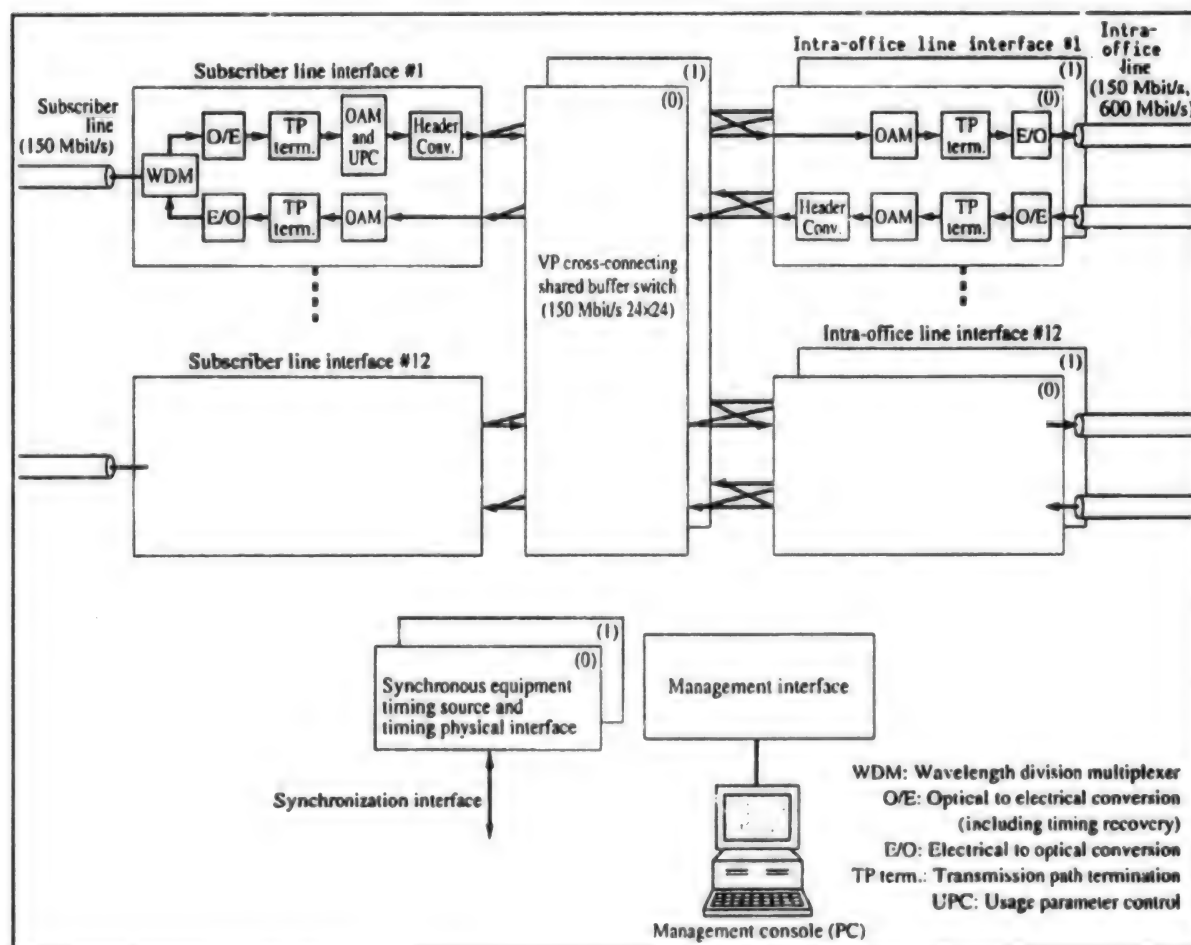 Subscriber line interface #1
Subscriber
line
(150 Mbit/s)
WDM
O/E
TP
term.
OAM
and
UPC
Header
Conv.
E/O
TP
term.
OAM
(1)
(0)
VP cross-connecting
shared buffer switch
(150 Mbit/s 24x24)
Intra-office line interface #1
(1)
(0)
Intra-
office
line
(150 Mbit/s,
600 Mbit/s)
OAM
TP
term.
E/O
Header
Conv.
OAM
TP
term.
O/E
Subscriber line interface #12
Intra-office line interface #12
(1)
(0)
(1)
(0)
Synchronous equipment
timing source and
timing physical interface
Synchronization interface
Management interface
Management console (PC)
WDM: Wavelength division multiplexer
O/E: Optical to electrical conversion
(including timing recovery)
E/O: Electrical to optical conversion
TP term.: Transmission path termination
UPC: Usage parameter control